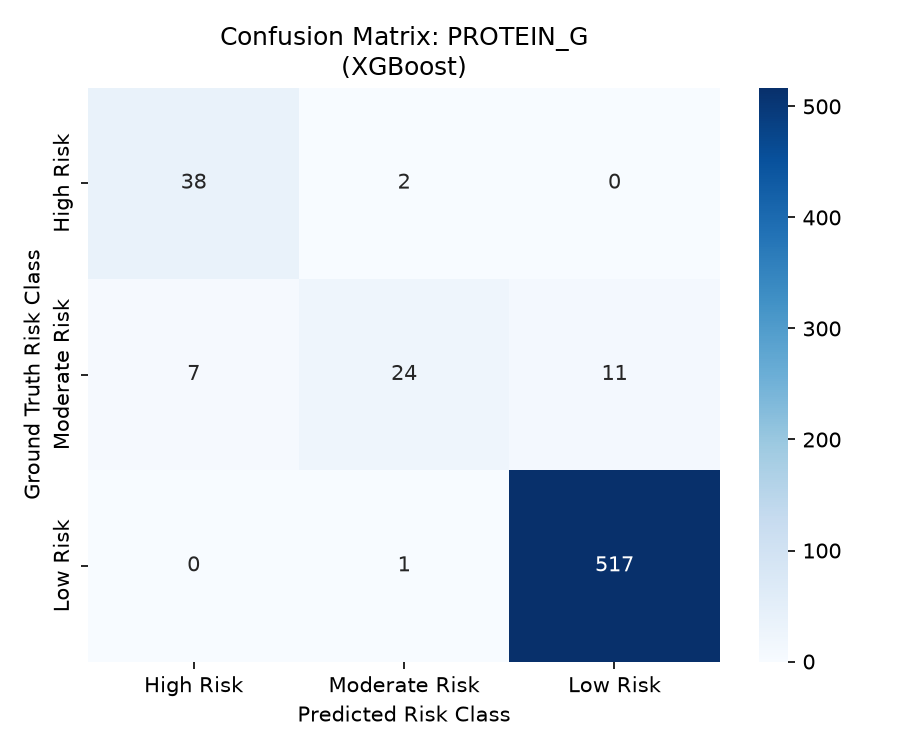 Confusion Matrix: PROTEIN_G
(XGBoost)
Ground Truth Risk Class
High Risk
38 2 0
Moderate Risk
7 24 11
Low Risk
0 1 517
High Risk Moderate Risk Low Risk
Predicted Risk Class
500
400
300
200
100
0